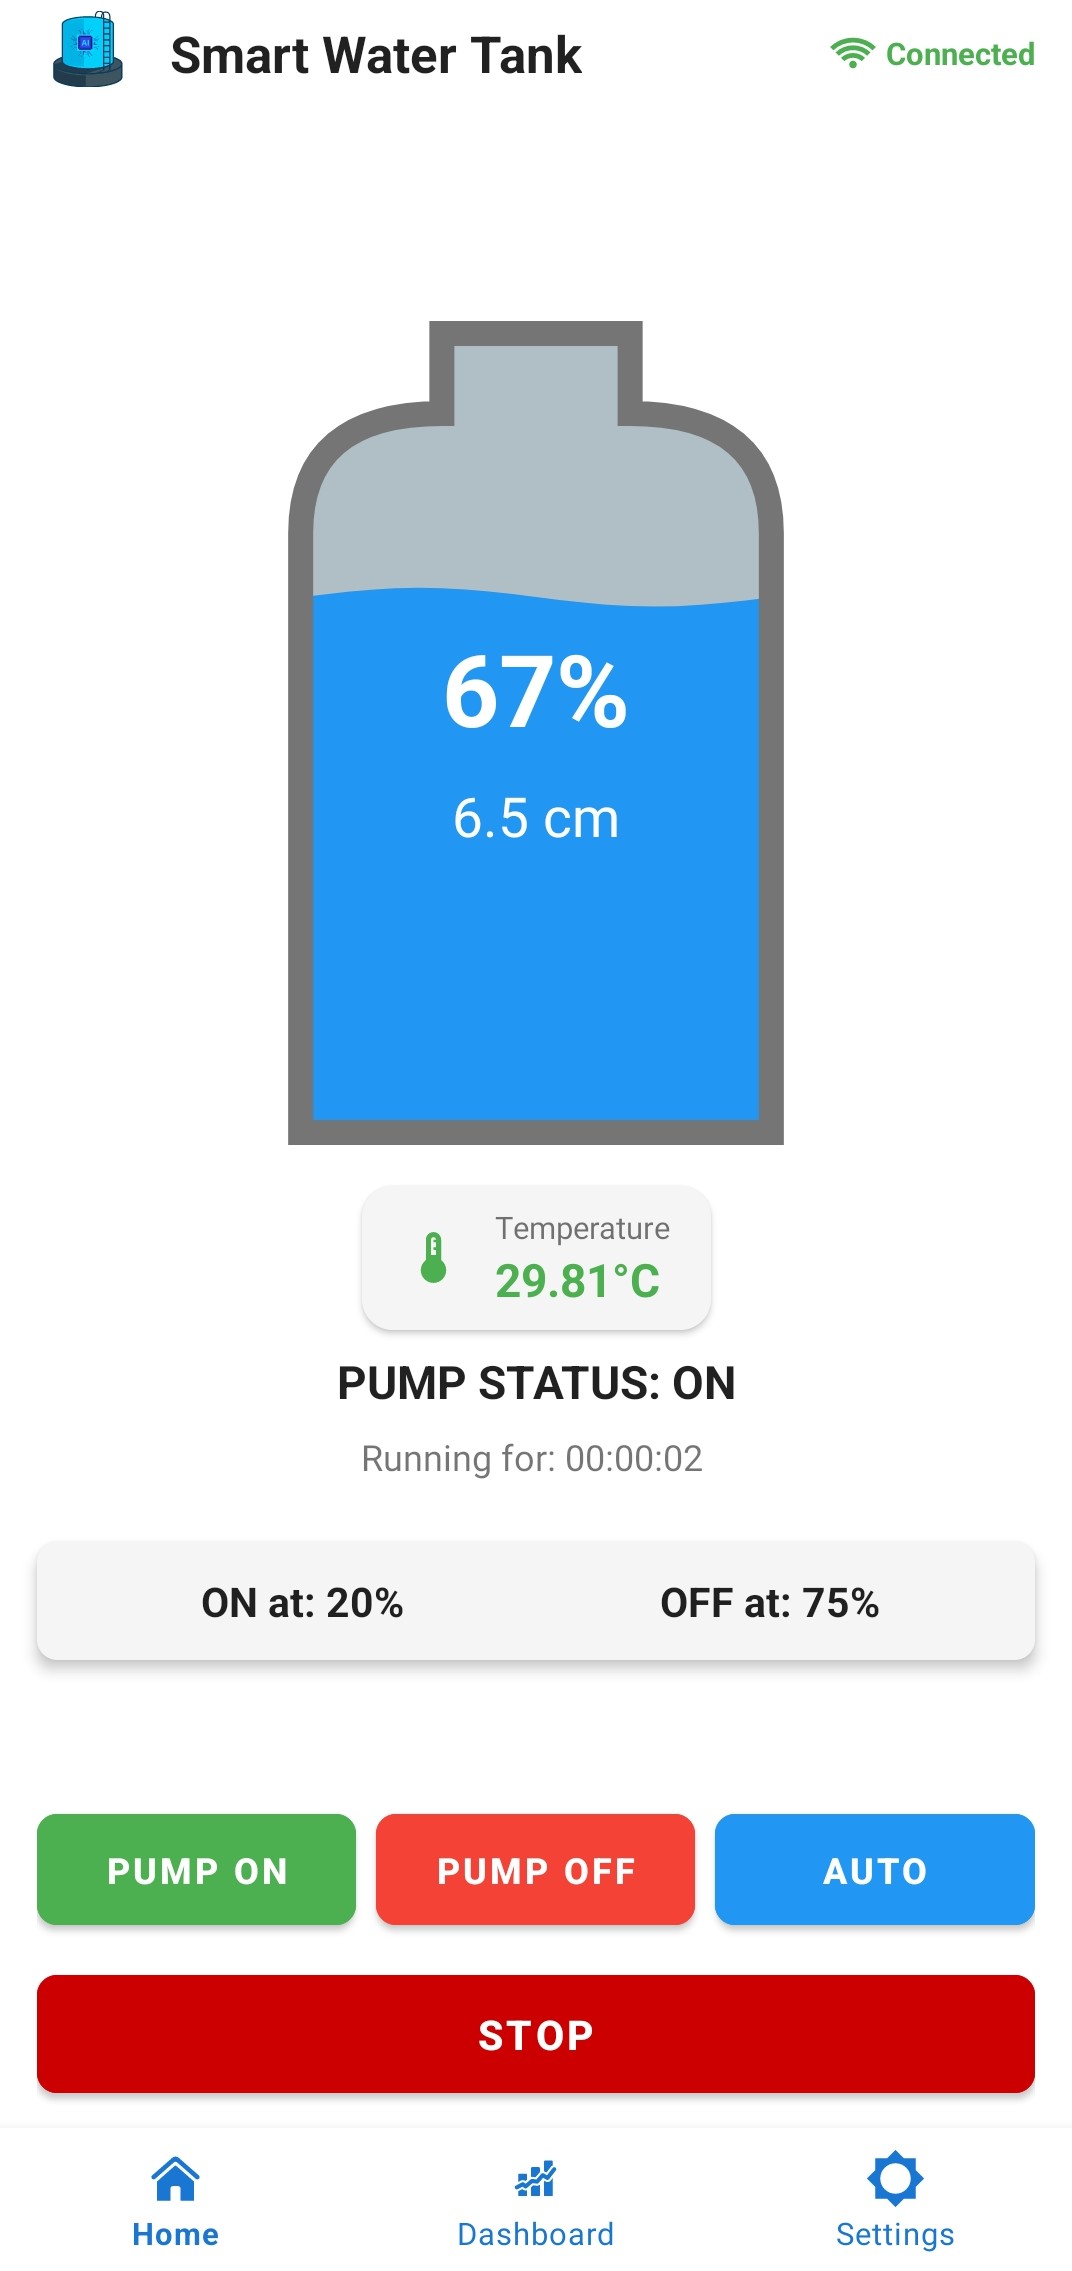 Smart Water Tank
Connected
AI
67%
6.5 cm
Temperature
29.81°C
PUMP STATUS: ON
Running for: 00:00:02
ON at: 20% OFF at: 75%
PUMP ON PUMP OFF AUTO
STOP
Home Dashboard Settings